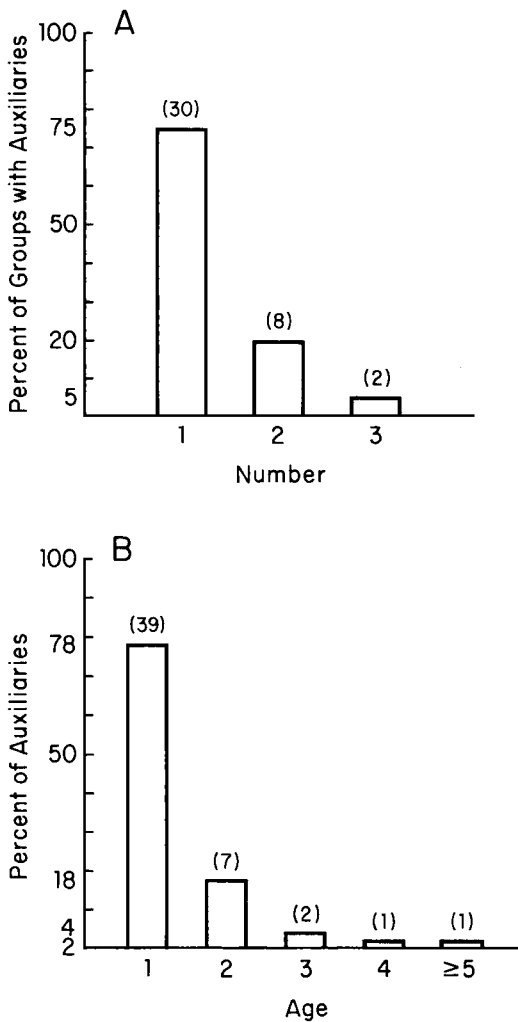 A
Percent of Groups with Auxiliaries
100
75
50
20
5
(30)
(8)
(2)
1 2 3
Number
B
Percent of Auxiliaries
100
78
50
18
4
2
(39)
(7)
(2)
(1)
(1)
1 2 3 4 ≥5
Age